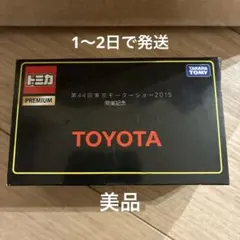 1〜2日で発送
トミカ
PREMIUM
TAKARA TOMY
第44回東京モーターショー2015
開催記念
TOYOTA
美品